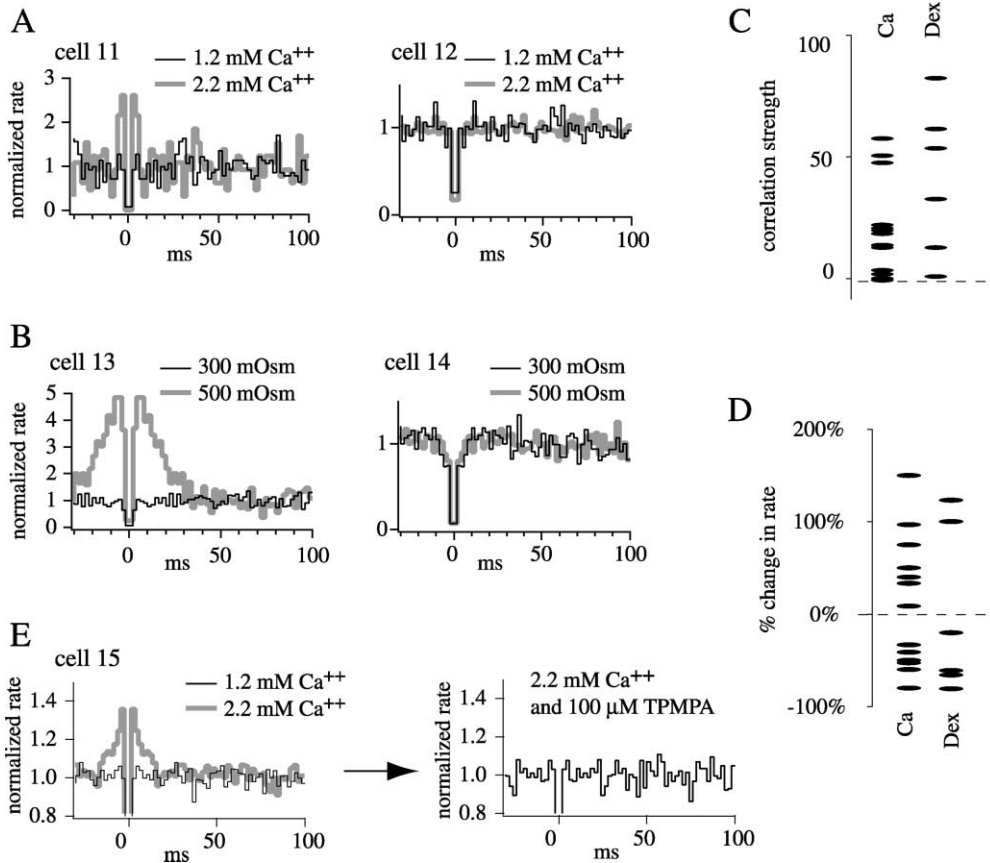 A
cell 11
1.2 mM Ca++
2.2 mM Ca++
normalized rate
3
2
1
0
0
50
100
ms
cell 12
1.2 mM Ca++
2.2 mM Ca++
1
0
0
50
100
ms
B
cell 13
300 mOsm
500 mOsm
normalized rate
5
4
3
2
1
0
0
50
100
ms
cell 14
300 mOsm
500 mOsm
1
0
0
50
100
ms
C
Ca
Dex
correlation strength
100
50
0
D
% change in rate
200%
100%
0%
-100%
Ca
Dex
E
cell 15
1.2 mM Ca++
2.2 mM Ca++
normalized rate
1.4
1.2
1.0
0.8
0
50
100
ms
2.2 mM Ca++
and 100 µM TPMPA
normalized rate
1.4
1.2
1.0
0.8
0
50
100
ms